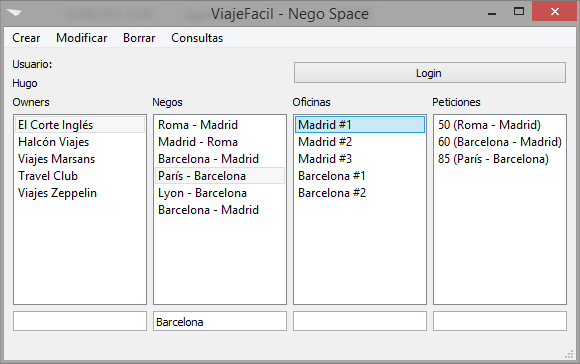 ViajeFacil - Nego Space
Crear Modificar Borrar Consultas
Usuario:
Login
Hugo
Owners Negos Oficinas Peticiones
El Corte Inglés Roma - Madrid Madrid #1 50 (Roma - Madrid)
Halcón Viajes Madrid - Roma Madrid #2 60 (Barcelona - Madrid)
Viajes Marsans Barcelona - Madrid Madrid #3 85 (París - Barcelona)
Travel Club París - Barcelona Barcelona #1
Viajes Zeppelin Lyon - Barcelona Barcelona #2
Barcelona - Madrid
Barcelona